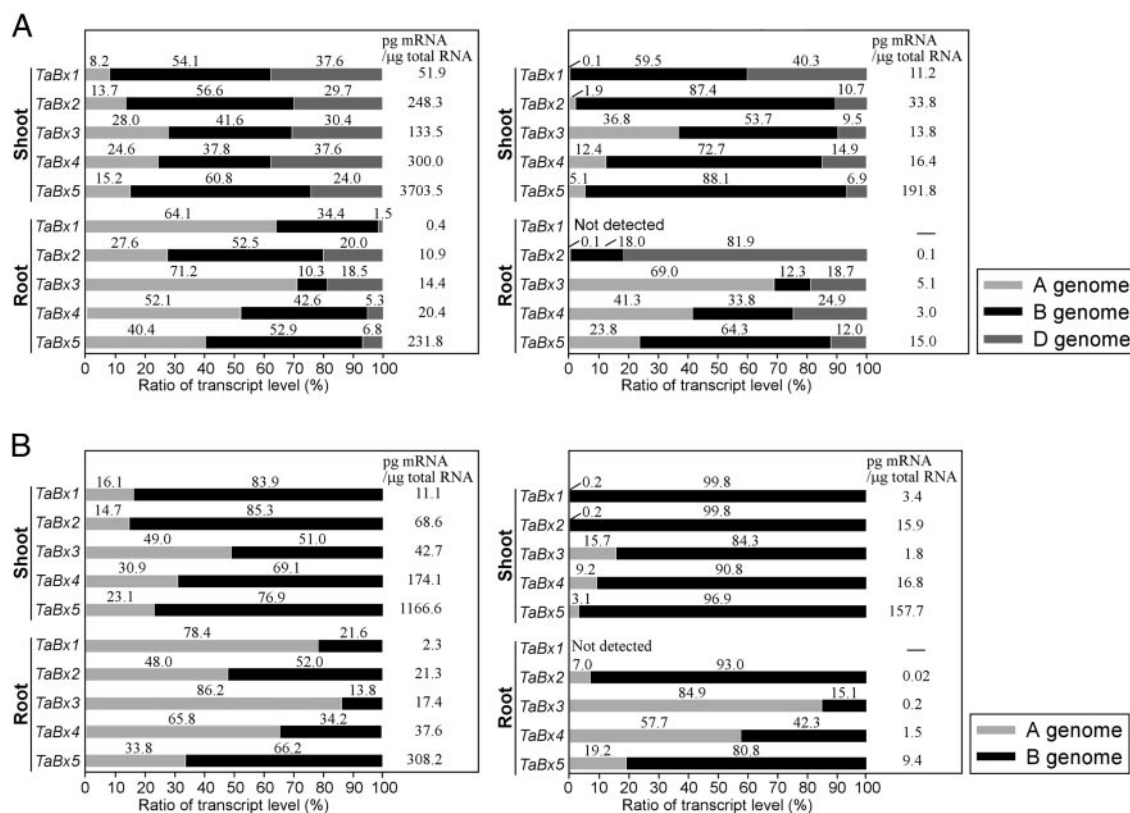 A
pg mRNA
/μg total RNA
Shoot
8.2 54.1 37.6
TaBx1 51.9
13.7 56.6 29.7
TaBx2 248.3
28.0 41.6 30.4
TaBx3 133.5
24.6 37.8 37.6
TaBx4 300.0
15.2 60.8 24.0
TaBx5 3703.5
Root
64.1 34.4 1.5
TaBx1 0.4
27.6 52.5 20.0
TaBx2 10.9
71.2 10.3 18.5
TaBx3 14.4
52.1 42.6 5.3
TaBx4 20.4
40.4 52.9 6.8
TaBx5 231.8
0 10 20 30 40 50 60 70 80 90 100
Ratio of transcript level (%)
pg mRNA
/μg total RNA
Shoot
0.1 59.5 40.3
TaBx1 11.2
1.9 87.4 10.7
TaBx2 33.8
36.8 53.7 9.5
TaBx3 13.8
12.4 72.7 14.9
TaBx4 16.4
5.1 88.1 6.9
TaBx5 191.8
Root
TaBx1 Not detected —
0.1 18.0 81.9
TaBx2 0.1
69.0 12.3 18.7
TaBx3 5.1
41.3 33.8 24.9
TaBx4 3.0
23.8 64.3 12.0
TaBx5 15.0
0 10 20 30 40 50 60 70 80 90 100
Ratio of transcript level (%)
A genome
B genome
D genome
B
pg mRNA
/μg total RNA
Shoot
16.1 83.9
TaBx1 11.1
14.7 85.3
TaBx2 68.6
49.0 51.0
TaBx3 42.7
30.9 69.1
TaBx4 174.1
23.1 76.9
TaBx5 1166.6
Root
78.4 21.6
TaBx1 2.3
48.0 52.0
TaBx2 21.3
86.2 13.8
TaBx3 17.4
65.8 34.2
TaBx4 37.6
33.8 66.2
TaBx5 308.2
0 10 20 30 40 50 60 70 80 90 100
Ratio of transcript level (%)
pg mRNA
/μg total RNA
Shoot
0.2 99.8
TaBx1 3.4
0.2 99.8
TaBx2 15.9
15.7 84.3
TaBx3 1.8
9.2 90.8
TaBx4 16.8
3.1 96.9
TaBx5 157.7
Root
TaBx1 Not detected —
7.0 93.0
TaBx2 0.02
84.9 15.1
TaBx3 0.2
57.7 42.3
TaBx4 1.5
19.2 80.8
TaBx5 9.4
0 10 20 30 40 50 60 70 80 90 100
Ratio of transcript level (%)
A genome
B genome